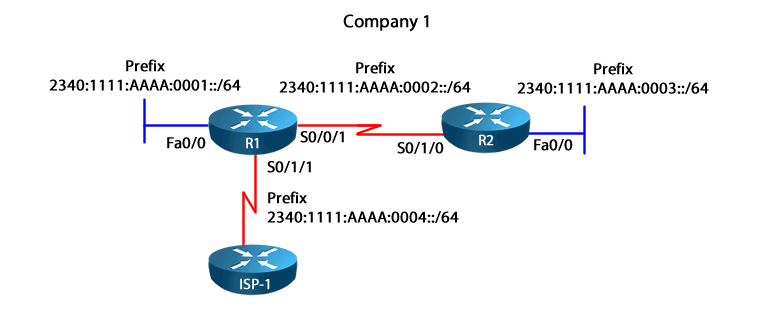 Company 1
Prefix
2340:1111:AAAA:0001::/64
Prefix
2340:1111:AAAA:0002::/64
Prefix
2340:1111:AAAA:0003::/64
Fa0/0
R1
S0/0/1
S0/1/0
R2
Fa0/0
S0/1/1
Prefix
2340:1111:AAAA:0004::/64
ISP-1